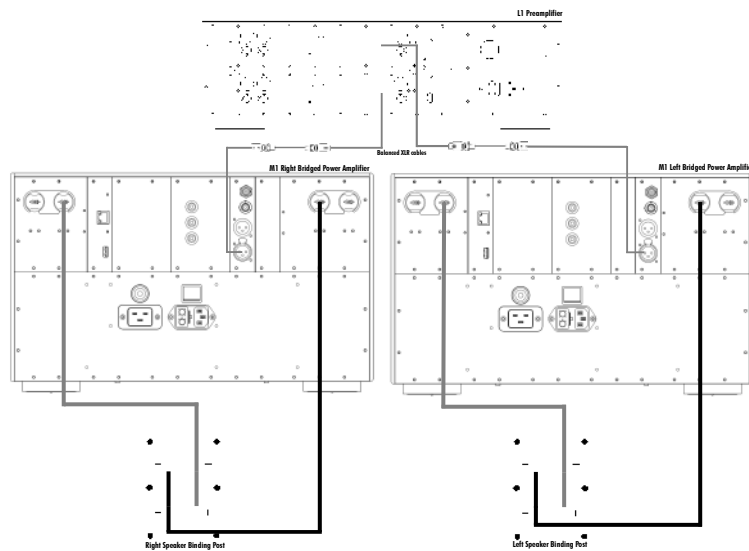 L1 Preamplifier
Balanced XLR cables
M1 Right Bridged Power Amplifier
M1 Left Bridged Power Amplifie
Right Speaker Binding Post
Left Speaker Binding Post